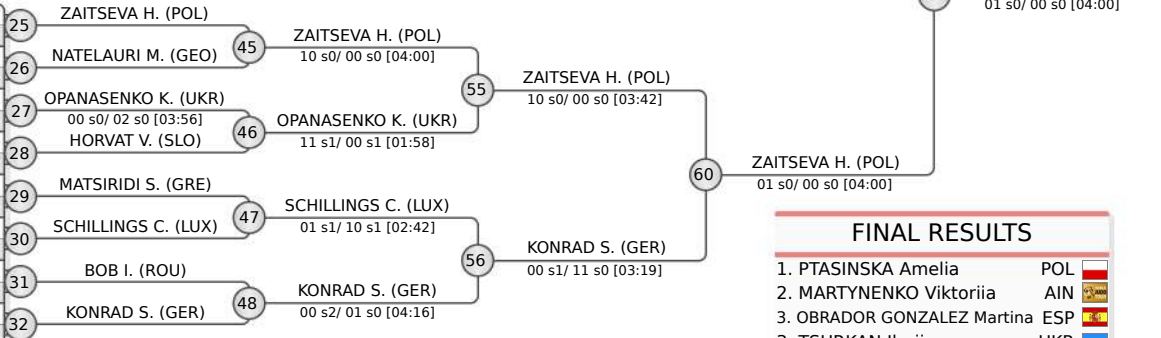 01 s0/ 00 s0 [04:00]
25
ZAITSEVA H. (POL)
26
NATELAURI M. (GEO)
45
ZAITSEVA H. (POL)
10 s0/ 00 s0 [04:00]
27
OPANASENKO K. (UKR)
00 s0/ 02 s0 [03:56]
28
HORVAT V. (SLO)
46
OPANASENKO K. (UKR)
11 s1/ 00 s1 [01:58]
55
ZAITSEVA H. (POL)
10 s0/ 00 s0 [03:42]
29
MATSIRIDI S. (GRE)
30
SCHILLINGS C. (LUX)
47
SCHILLINGS C. (LUX)
01 s1/ 10 s1 [02:42]
31
BOB I. (ROU)
32
KONRAD S. (GER)
48
KONRAD S. (GER)
00 s2/ 01 s0 [04:16]
56
KONRAD S. (GER)
00 s1/ 11 s0 [03:19]
60
ZAITSEVA H. (POL)
01 s0/ 00 s0 [04:00]
FINAL RESULTS
1. PTASINSKA Amelia POL
2. MARTYNENKO Viktoriia AIN
3. OBRADOR GONZALEZ Martina ESP